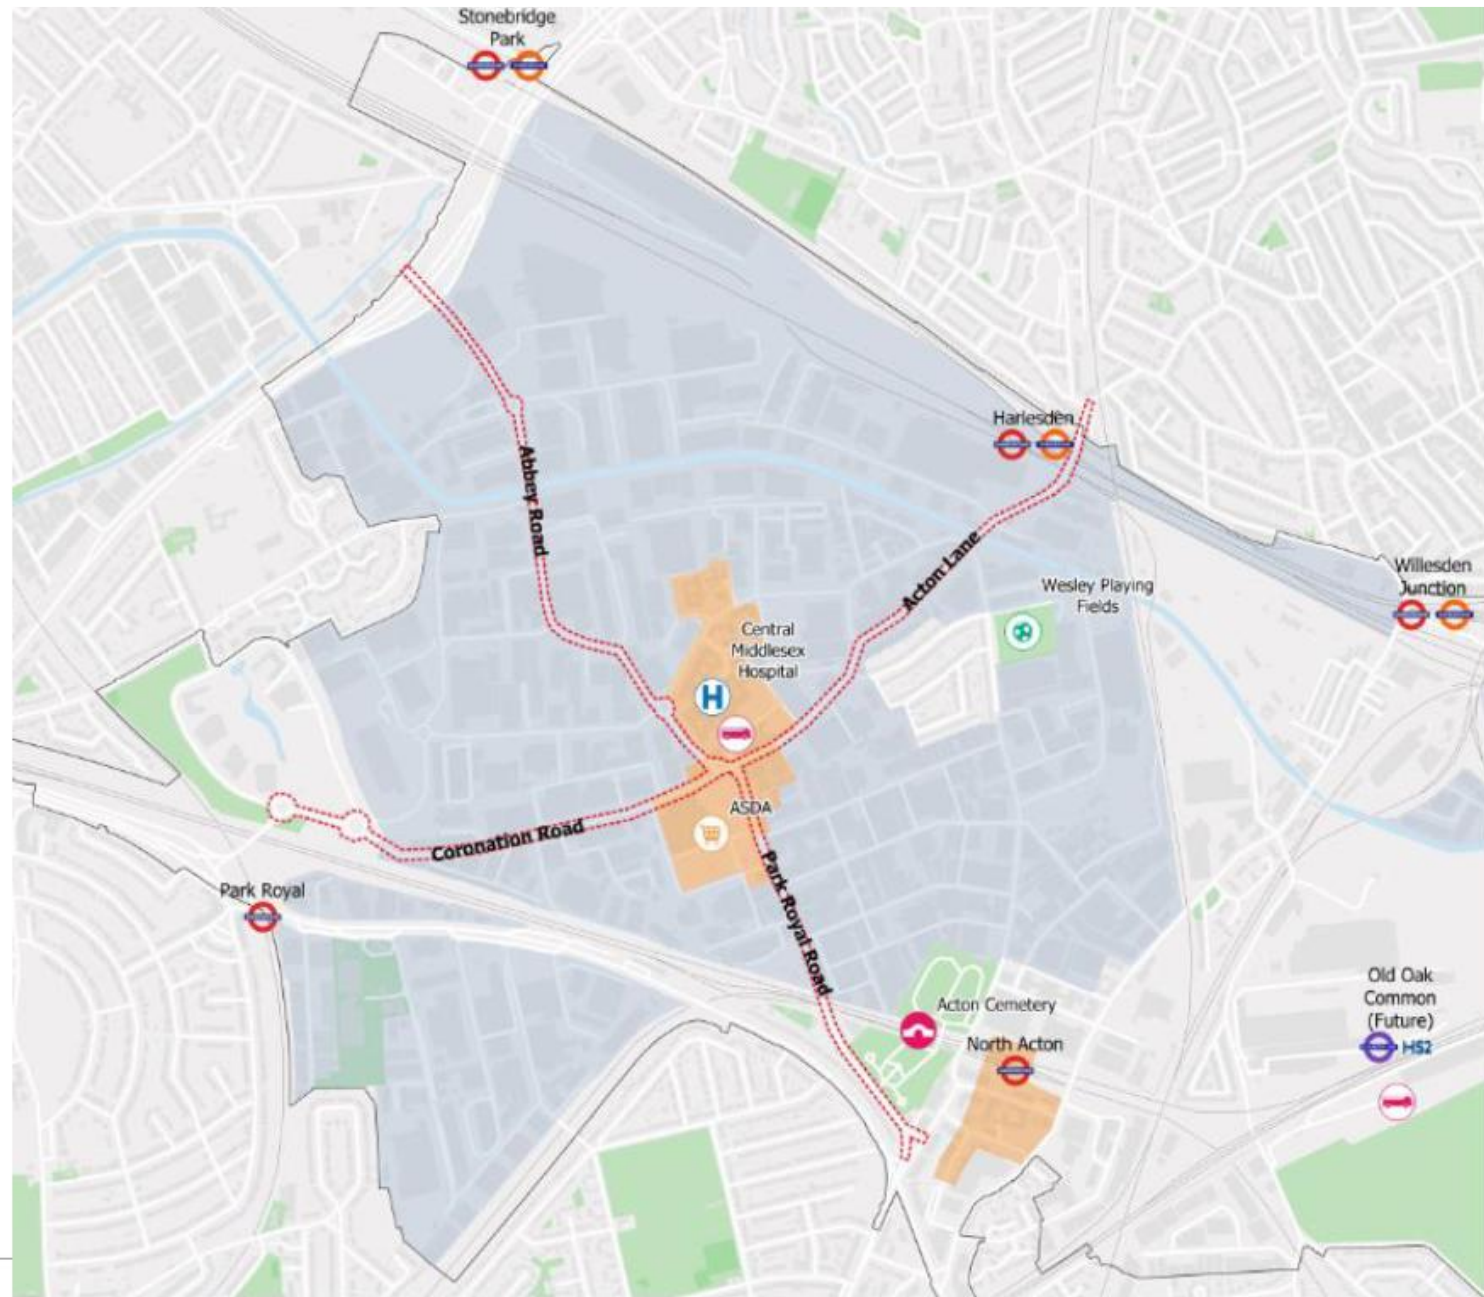 Stonebridge
Park
Harlesden
Willesden
Junction
Abbey Road
Acton Lane
Wesley Playing
Fields
Central
Middlesex
Hospital
H
ASDA
Coronation Road
Park Royal Road
Park Royal
Acton Cemetery
North Acton
Old Oak
Common
(Future)
HS2